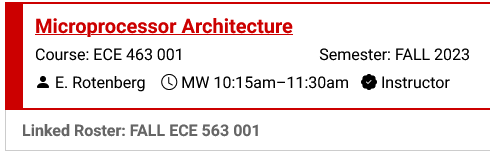 Microprocessor Architecture
Course: ECE 463 001 Semester: FALL 2023
E. Rotenberg MW 10:15am–11:30am Instructor
Linked Roster: FALL ECE 563 001